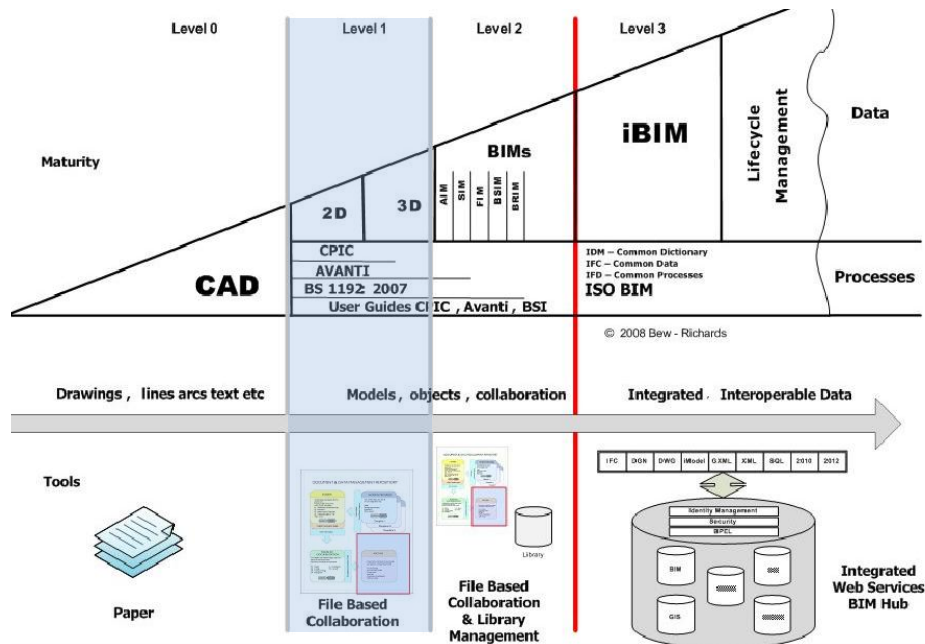 Level 0
Level 1
Level 2
Level 3
Maturity
2D
3D
BIMs
AIM
SIM
FIM
BSIM
BRIM
iBIM
Lifecycle
Management
Data
CAD
CPIC
AVANTI
BS 1192: 2007
User Guides CPIC , Avanti , BSI
IDM – Common Dictionary
IFC – Common Data
IFD – Common Processes
ISO BIM
Processes
© 2008 Bew - Richards
Drawings , lines arcs text etc
Models , objects , collaboration
Integrated , Interoperable Data
Tools
Paper
DOCUMENT & DATA MANAGEMENT REPOSITORY
File Based
Collaboration
Library
File Based
Collaboration
& Library
Management
IFC DGN DWG iModel GXML XML SQL 2010 2012
Identity Management
Security
BIM
GIS
Integrated
Web Services
BIM Hub